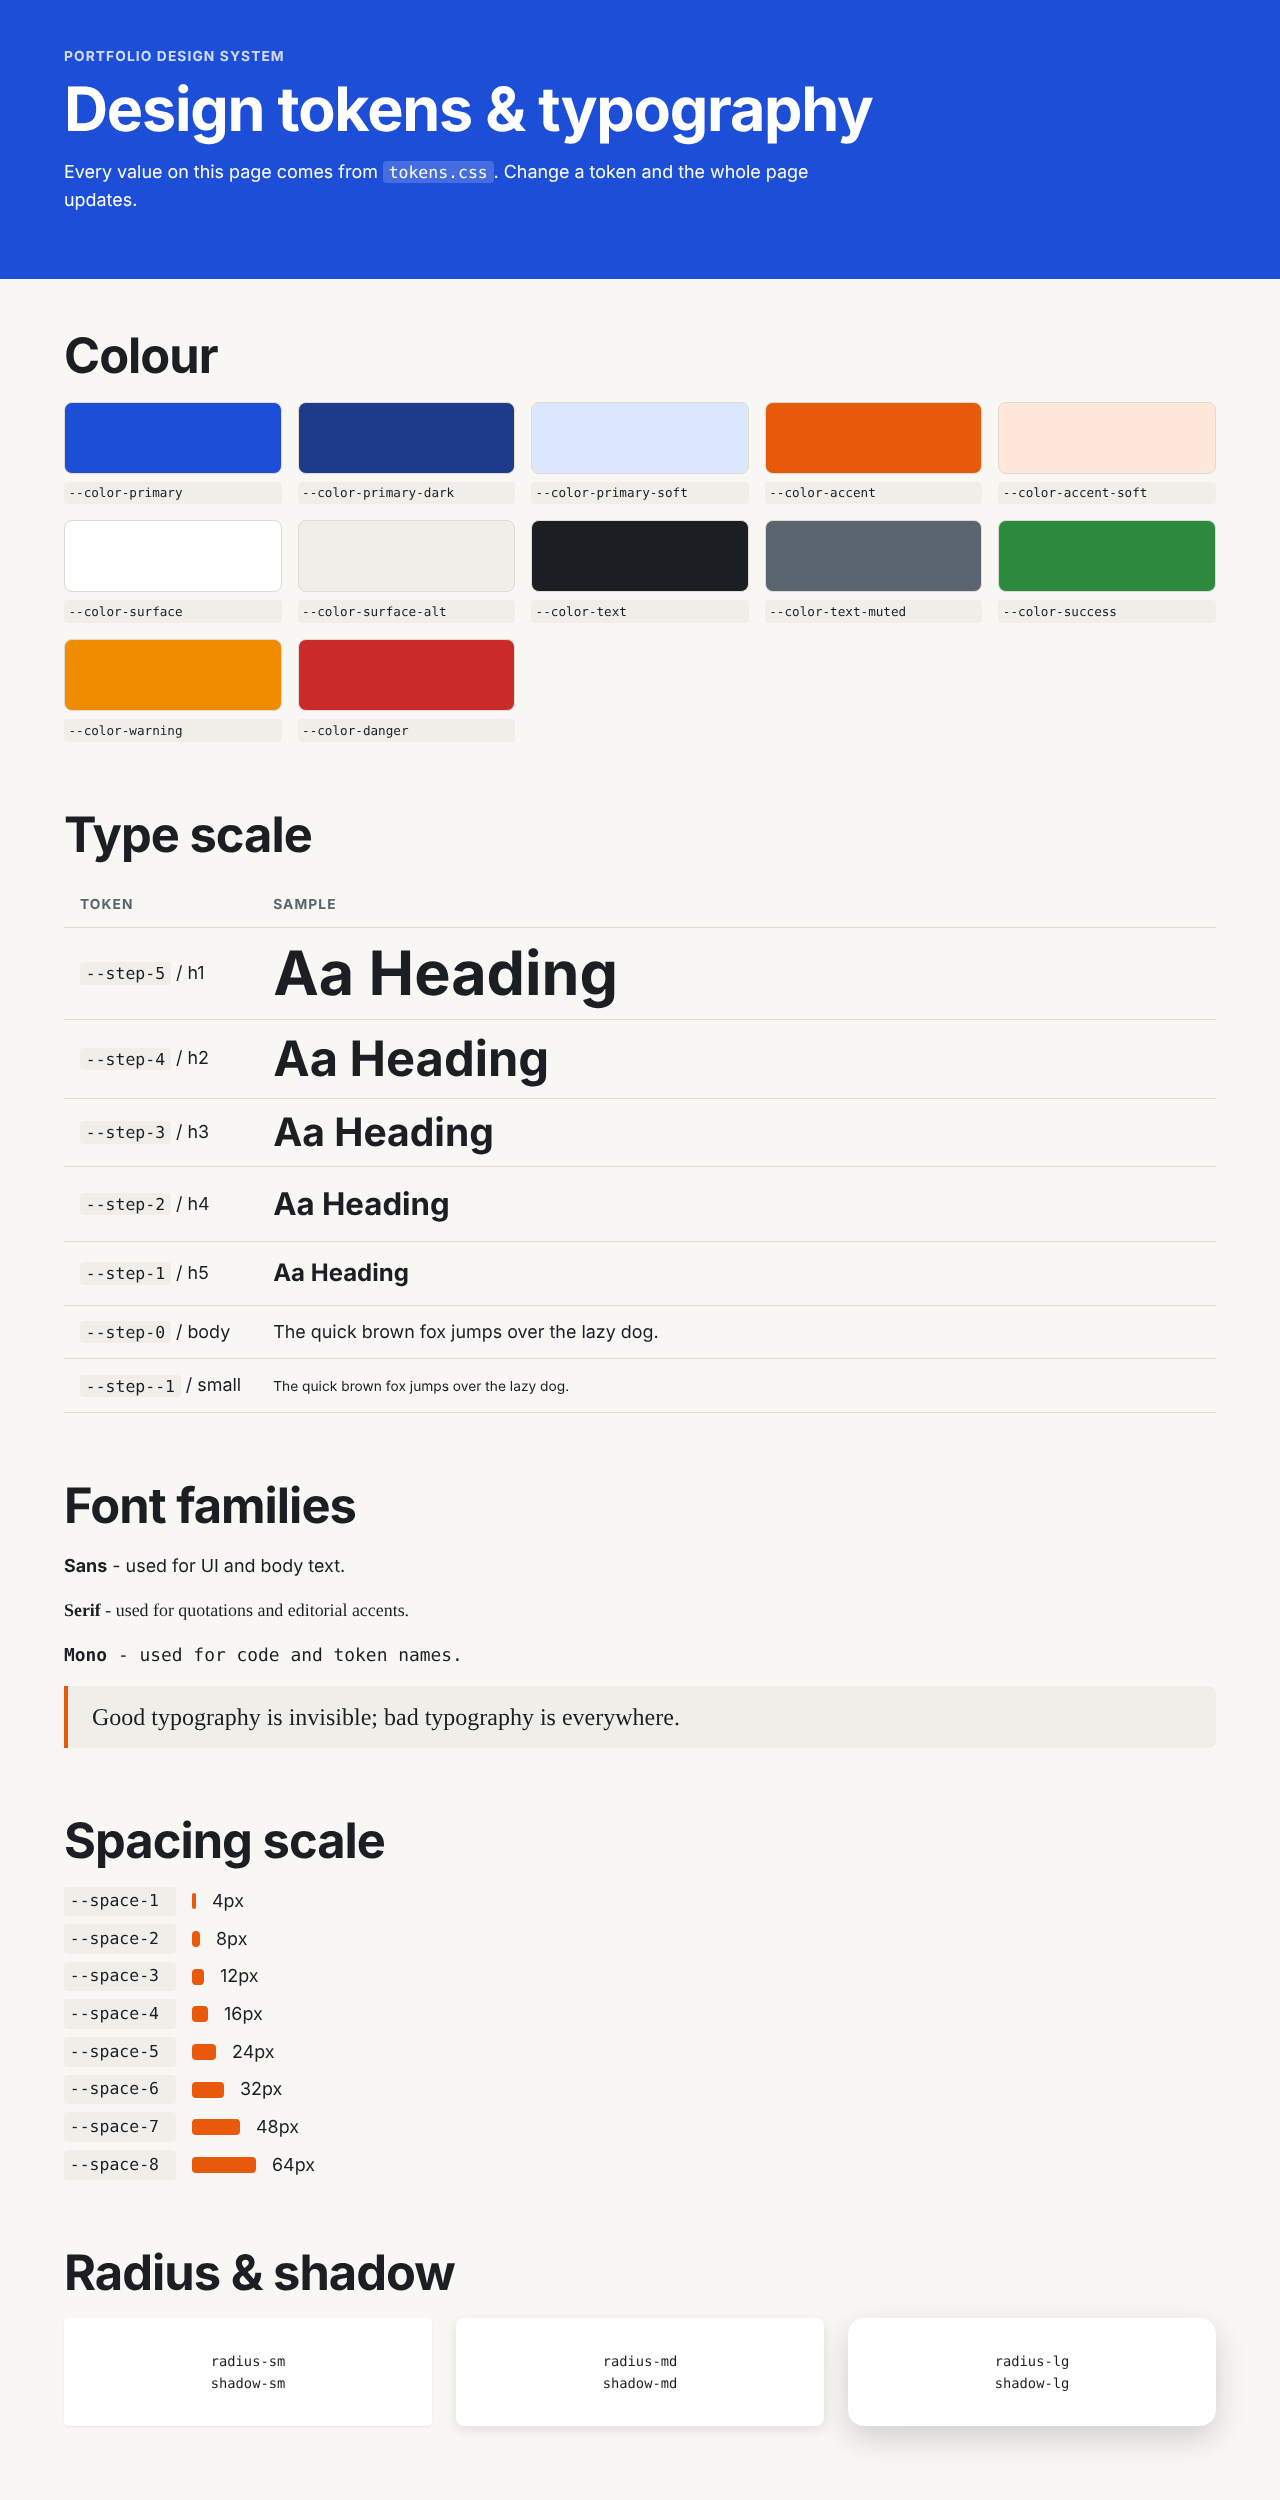 PORTFOLIO DESIGN SYSTEM
Design tokens & typography
Every value on this page comes from tokens.css. Change a token and the whole page
updates.
Colour
--color-primary
--color-primary-dark
--color-primary-soft
--color-accent
--color-accent-soft
--color-surface
--color-surface-alt
--color-text
--color-text-muted
--color-success
--color-warning
--color-danger
Type scale
TOKEN SAMPLE
--step-5 / h1 Aa Heading
--step-4 / h2 Aa Heading
--step-3 / h3 Aa Heading
--step-2 / h4 Aa Heading
--step-1 / h5 Aa Heading
--step-0 / body The quick brown fox jumps over the lazy dog.
--step--1 / small The quick brown fox jumps over the lazy dog.
Font families
Sans - used for UI and body text.
Serif - used for quotations and editorial accents.
Mono - used for code and token names.
Good typography is invisible; bad typography is everywhere.
Spacing scale
--space-1 4px
--space-2 8px
--space-3 12px
--space-4 16px
--space-5 24px
--space-6 32px
--space-7 48px
--space-8 64px
Radius & shadow
radius-sm
shadow-sm
radius-md
shadow-md
radius-lg
shadow-lg